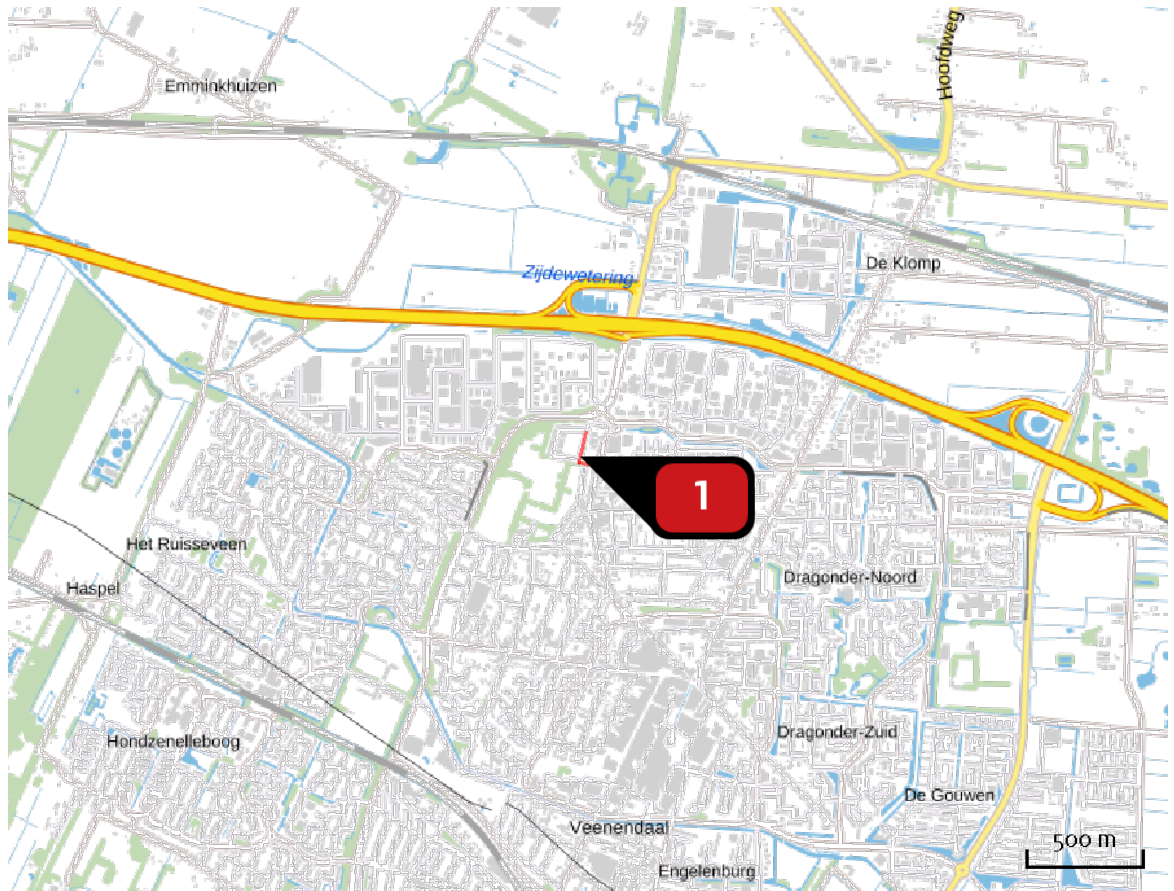 Hoofdweg
Emminkhuizen
De Klomp
Zijdewetering
1
Het Ruisseveen
Dragonder-Noord
Haspel
Dragonder-Zuid
Hondzenelleboog
De Gouwen
Veenendaal
500 m
Engelenburg